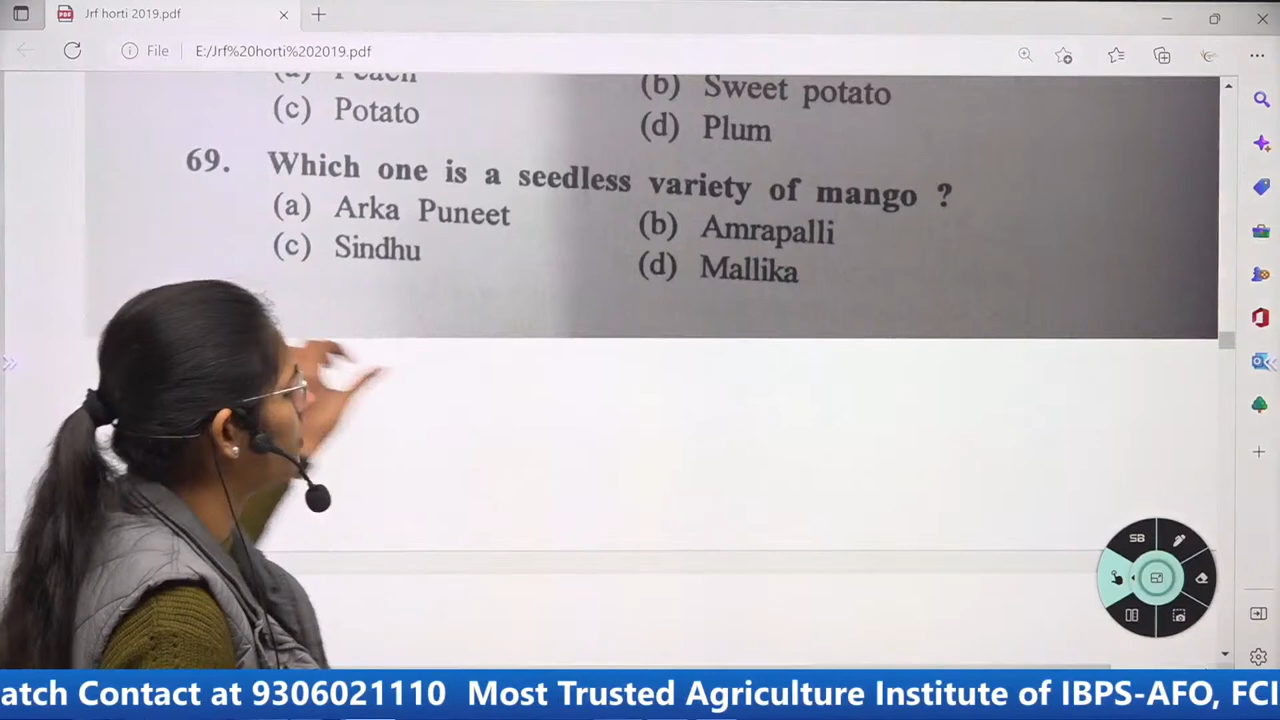 Jrf horti 2019.pdf
File E:/Jrf%20horti%202019.pdf
(b) Sweet potato
(c) Potato
(d) Plum
69. Which one is a seedless variety of mango ?
(a) Arka Puneet
(b) Amrapalli
(c) Sindhu
(d) Mallika
SB
atch Contact at 9306021110 Most Trusted Agriculture Institute of IBPS-AFO, FCI